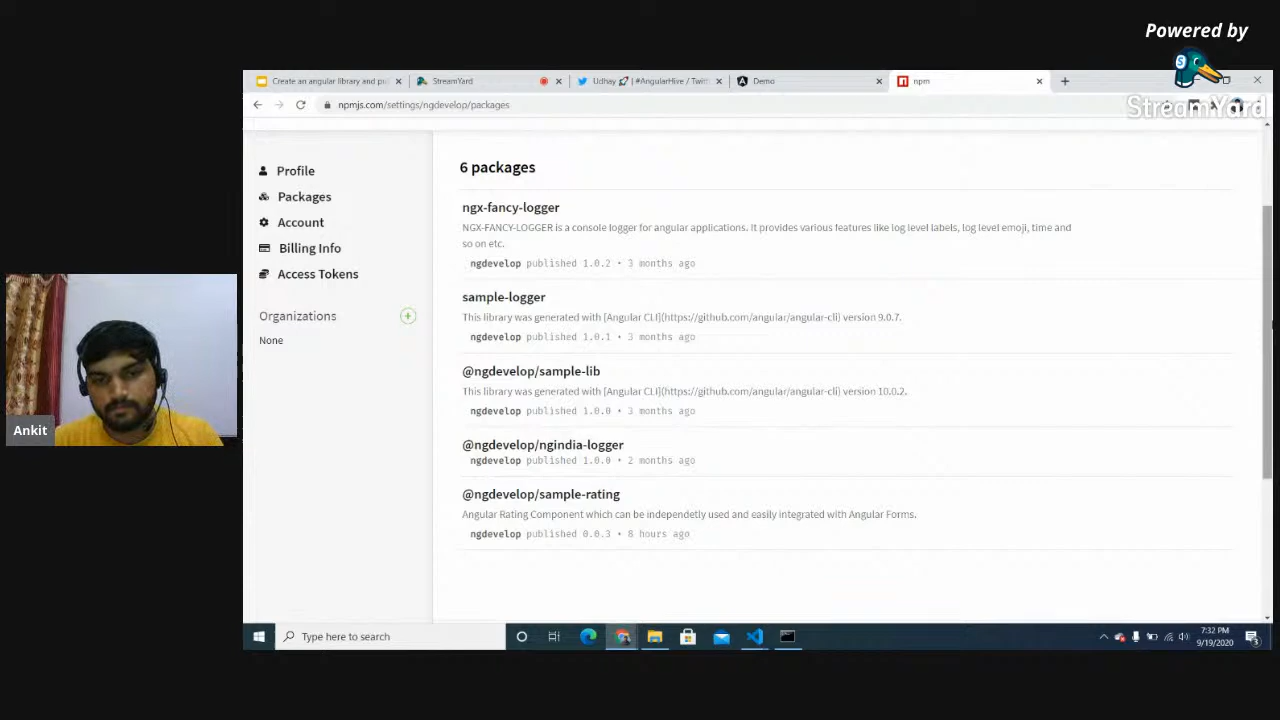 Powered by
StreamYard
Create an angular library and pu
StreamYard
Udhay 🚀 | #AngularHive / Twitt
Demo
npm
npmjs.com/settings/ngdevelop/packages
Profile
Packages
Account
Billing Info
Access Tokens
Organizations
None
6 packages
ngx-fancy-logger
NGX-FANCY-LOGGER is a console logger for angular applications. It provides various features like log level labels, log level emoji, time and
so on etc.
ngdevelop published 1.0.2 • 3 months ago
sample-logger
This library was generated with [Angular CLI](https://github.com/angular/angular-cli) version 9.0.7.
ngdevelop published 1.0.1 • 3 months ago
@ngdevelop/sample-lib
This library was generated with [Angular CLI](https://github.com/angular/angular-cli) version 10.0.2.
ngdevelop published 1.0.0 • 3 months ago
@ngdevelop/ngindia-logger
ngdevelop published 1.0.0 • 2 months ago
@ngdevelop/sample-rating
Angular Rating Component which can be independetly used and easily integrated with Angular Forms.
ngdevelop published 0.0.3 • 8 hours ago
Ankit
Type here to search
7:32 PM
9/19/2020